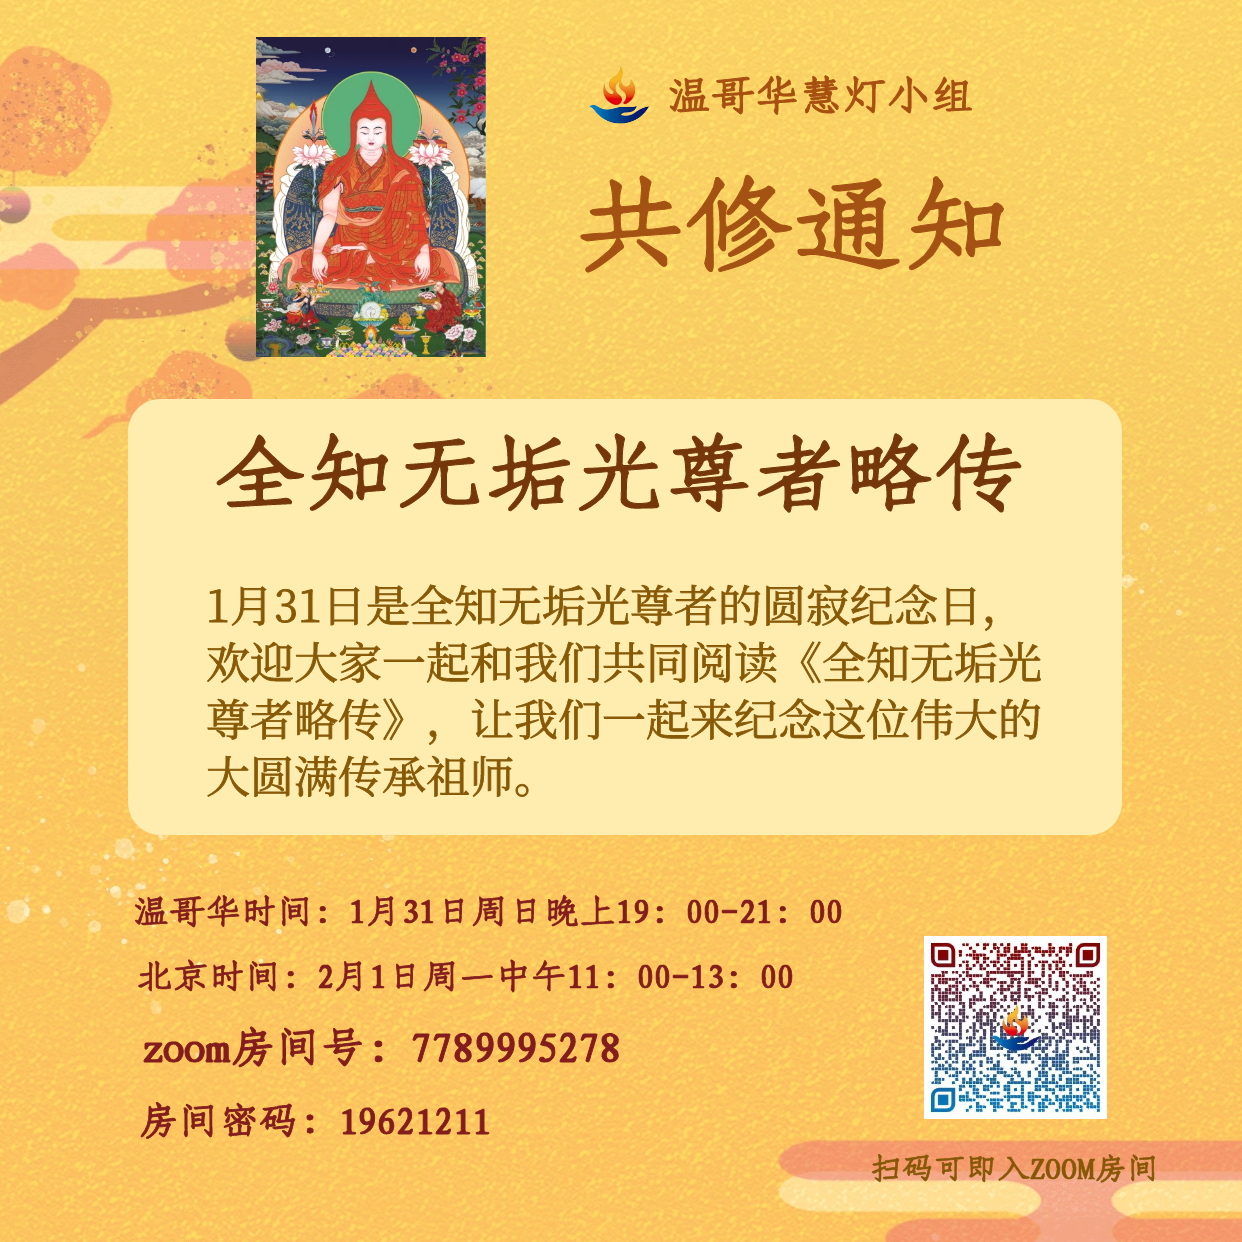 温哥华慧灯小组
共修通知
全知无垢光尊者略传
1月31日是全知无垢光尊者的圆寂纪念日，
欢迎大家一起和我们共同阅读《全知无垢光
尊者略传》，让我们一起来纪念这位伟大的
大圆满传承祖师。
温哥华时间：1月31日周日晚上19：00-21：00
北京时间：2月1日周一中午11：00-13：00
zoom房间号：7789995278
房间密码：19621211
扫码可即入ZOOM房间